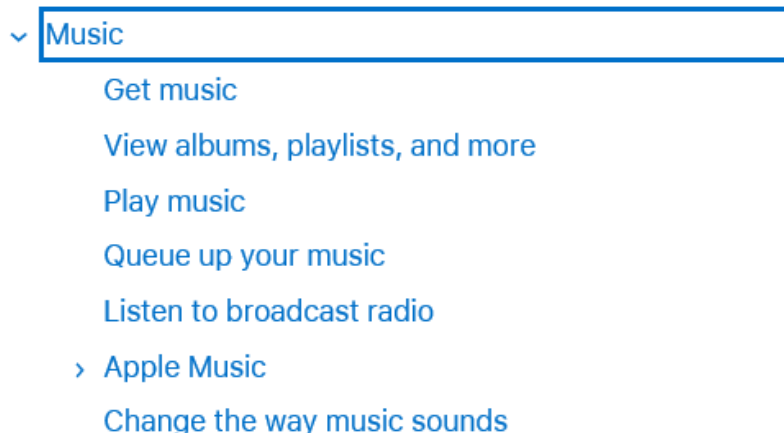 Music
Get music
View albums, playlists, and more
Play music
Queue up your music
Listen to broadcast radio
Apple Music
Change the way music sounds